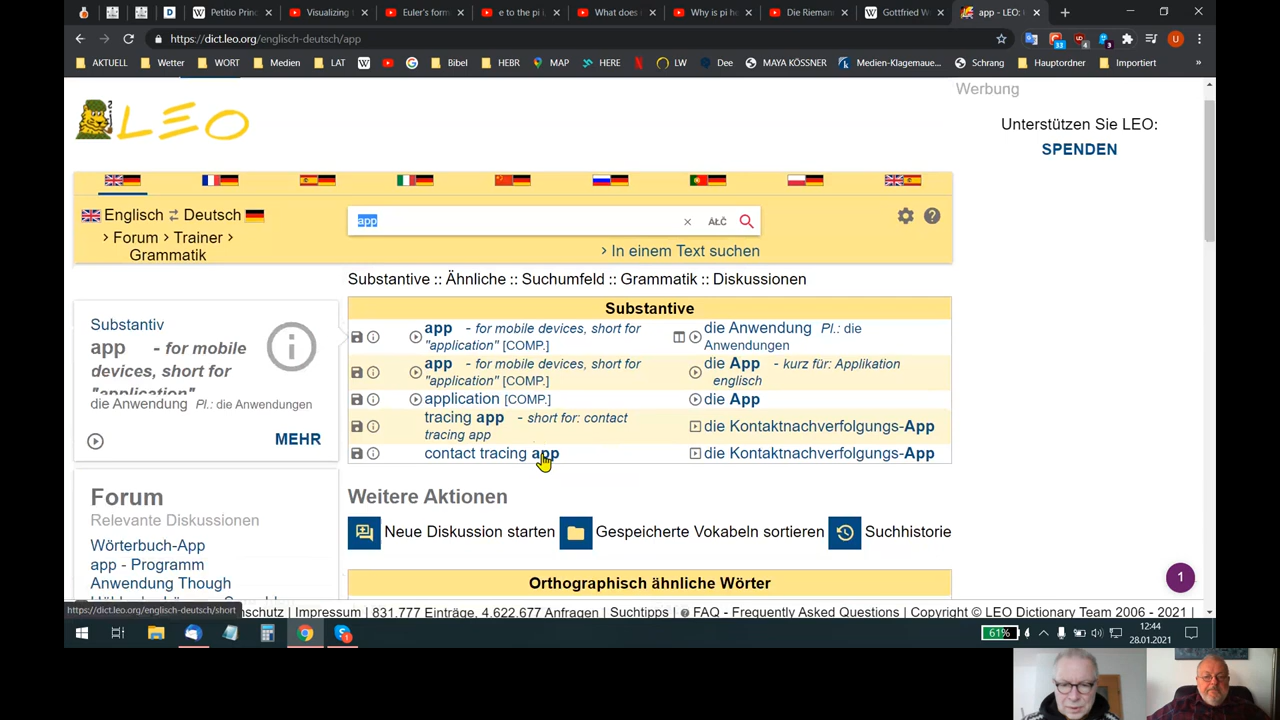 Petitio Prin
Visualizing
Euler's form
e to the pi i
What does
Why is pi h
Die Rieman
Gottfried W
app - LEO:
https://dict.leo.org/englisch-deutsch/app
33
4
3
U
AKTUELL
Wetter
WORT
Medien
LAT
Bibel
HEBR
MAP
HERE
LW
Dee
MAYA KÖSSNER
Medien-Klagemaue...
Schrang
Hauptordner
Importiert
»
Werbung
LEO
Unterstützen Sie LEO:
SPENDEN
Englisch ⇄ Deutsch
› Forum › Trainer ›
Grammatik
app
ÄŁČ
› In einem Text suchen
Substantive :: Ähnliche :: Suchumfeld :: Grammatik :: Diskussionen
Substantiv
app - for mobile
devices, short for
"application"
die Anwendung Pl.: die Anwendungen
MEHR
Substantive
app - for mobile devices, short for
"application" [COMP.]
die Anwendung Pl.: die
Anwendungen
app - for mobile devices, short for
"application" [COMP.]
die App - kurz für: Applikation
englisch
application [COMP.]
die App
tracing app - short for: contact
tracing app
die Kontaktnachverfolgungs-App
contact tracing app
die Kontaktnachverfolgungs-App
Weitere Aktionen
Neue Diskussion starten
Gespeicherte Vokabeln sortieren
Suchhistorie
Orthographisch ähnliche Wörter
Forum
Relevante Diskussionen
Wörterbuch-App
app - Programm
Anwendung Though
1
https://dict.leo.org/englisch-deutsch/short
nschutz | Impressum | 831.777 Einträge, 4.622.677 Anfragen | Suchtipps | FAQ - Frequently Asked Questions | Copyright © LEO Dictionary Team 2006 - 2021 |
61%
12:44
28.01.2021